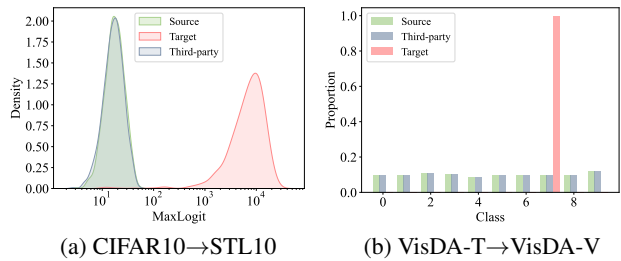 2.00
1.75
1.50
1.25
1.00
0.75
0.50
0.25
0.00
Density
Source
Target
Third-party
10¹
10²
10³
10⁴
MaxLogit
(a) CIFAR10→STL10
1.0
0.8
0.6
0.4
0.2
0.0
Proportion
Source
Third-party
Target
0 2 4 6 8
Class
(b) VisDA-T→VisDA-V